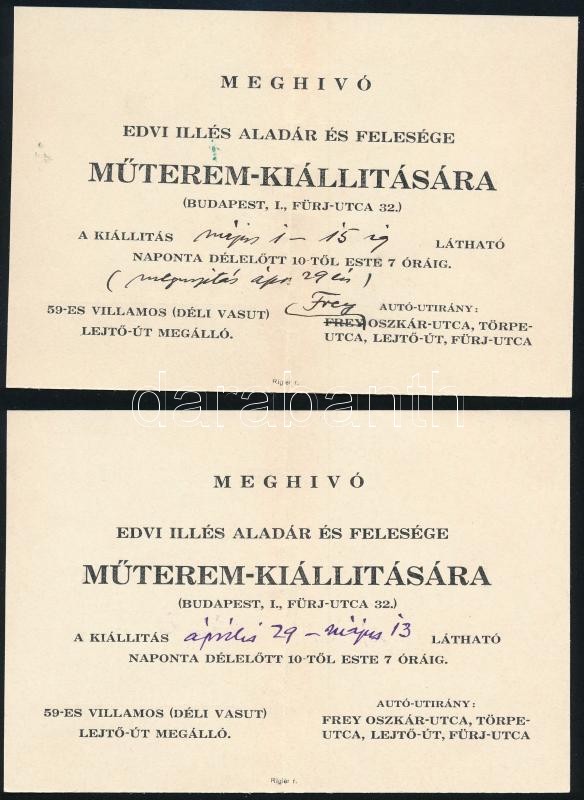 MEGHIVÓ
EDVI ILLÉS ALADÁR ÉS FELESÉGE
MŰTEREM-KIÁLLITÁSÁRA
(BUDAPEST, I., FÜRJ-UTCA 32.)
A KIÁLLITÁS május 1 – 15 ig LÁTHATÓ
NAPONTA DÉLELŐTT 10-TŐL ESTE 7 ÓRÁIG.
(megnyitás ápr. 29 én)
59-ES VILLAMOS (DÉLI VASUT)
LEJTŐ-ÚT MEGÁLLÓ.
AUTÓ-UTIRÁNY:
Frey
FREY OSZKÁR-UTCA, TÖRPE-
UTCA, LEJTŐ-ÚT, FÜRJ-UTCA
Rigler r.
darabanth
MEGHIVÓ
EDVI ILLÉS ALADÁR ÉS FELESÉGE
MŰTEREM-KIÁLLITÁSÁRA
(BUDAPEST, I., FÜRJ-UTCA 32.)
A KIÁLLITÁS április 29 – május 13 LÁTHATÓ
NAPONTA DÉLELŐTT 10-TŐL ESTE 7 ÓRÁIG.
59-ES VILLAMOS (DÉLI VASUT)
LEJTŐ-ÚT MEGÁLLÓ.
AUTÓ-UTIRÁNY:
FREY OSZKÁR-UTCA, TÖRPE-
UTCA, LEJTŐ-ÚT, FÜRJ-UTCA
Rigler r.